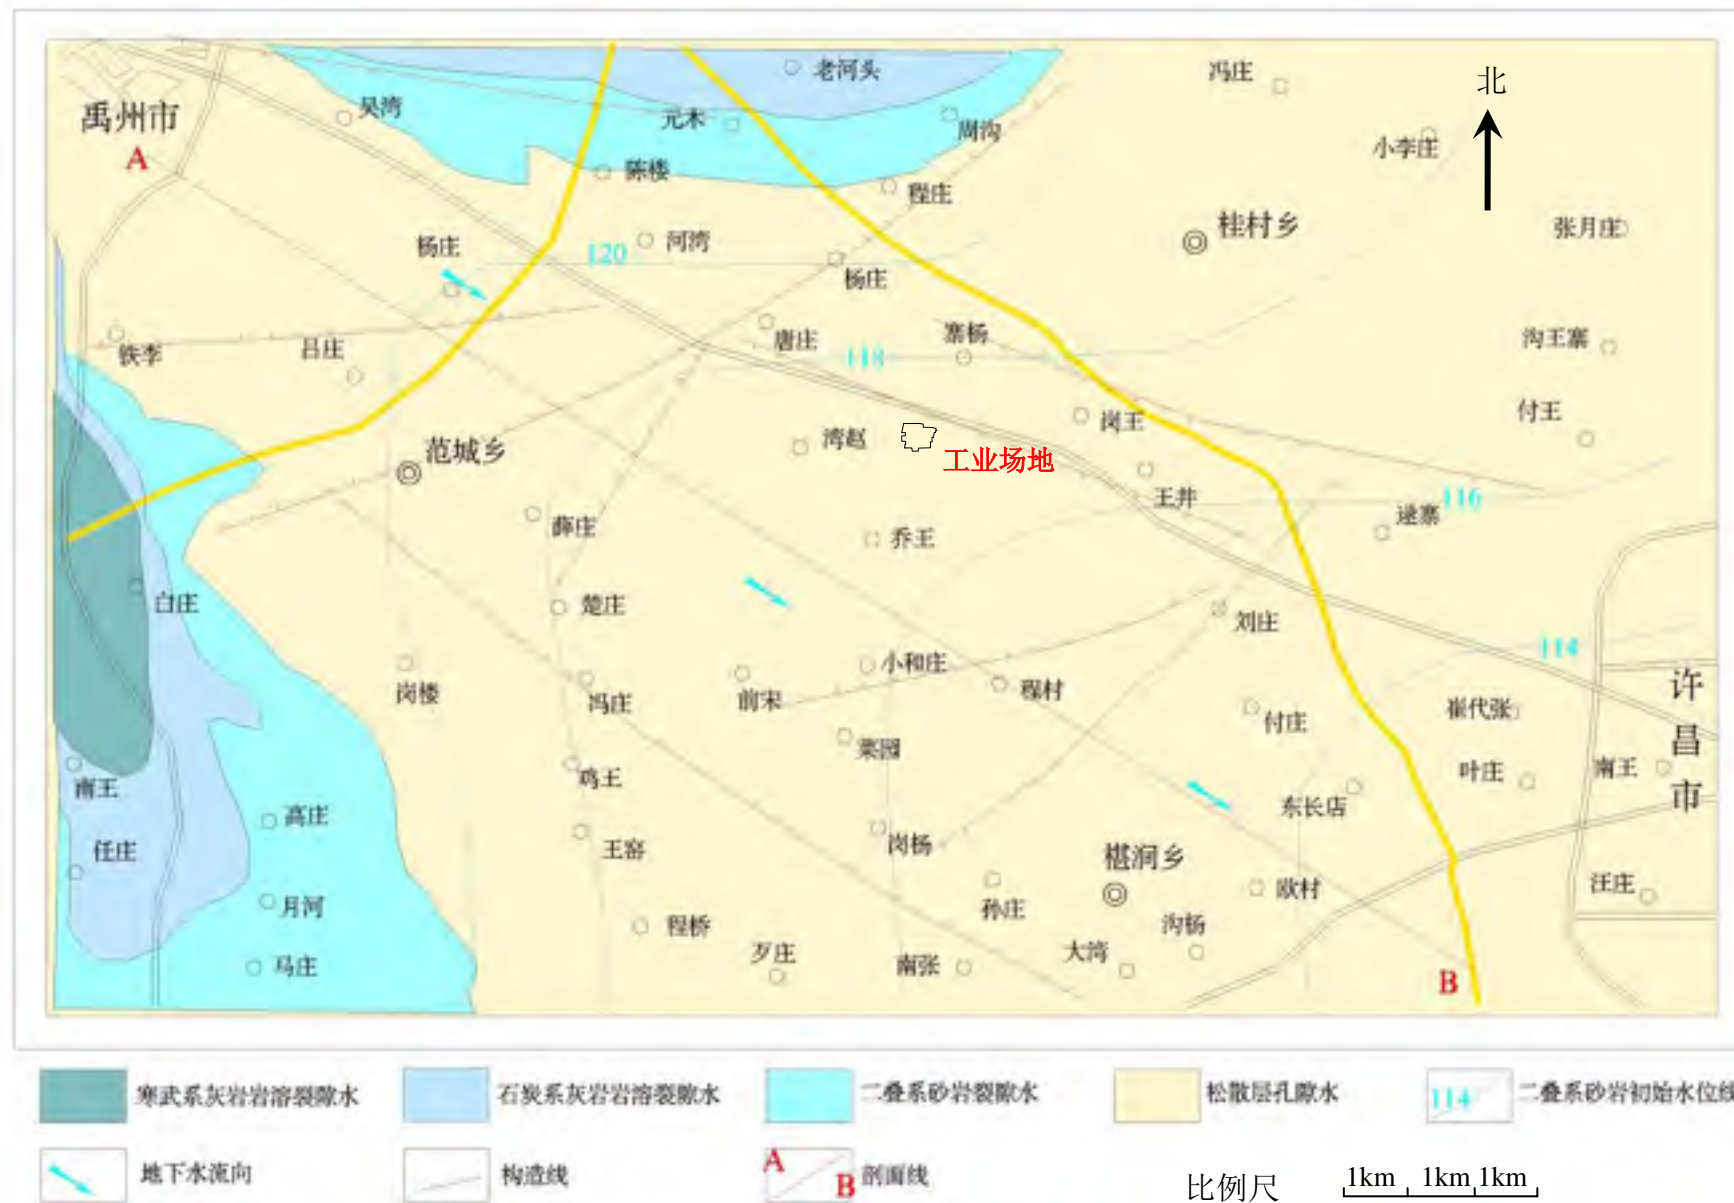 老河头
冯庄
北
吴湾
禹州市
元木
周沟
小李庄
A
陈楼
程庄
桂村乡
张月庄
杨庄
120
河湾
杨庄
铁李
吕庄
唐庄
118
寨杨
沟王寨
付王
范城乡
湾赵
岗王
工业场地
王井
116
逯寨
薛庄
乔王
白庄
楚庄
刘庄
114
小和庄
岗楼
冯庄
前宋
程村
许昌市
付庄
崔代张
菜园
南王
鸡王
叶庄
南王
高庄
东长店
任庄
王窑
岗杨
椹涧乡
欧村
汪庄
月河
孙庄
程桥
沟杨
马庄
歹庄
南张
大湾
B
寒武系灰岩岩溶裂隙水
石炭系灰岩岩溶裂隙水
二叠系砂岩裂隙水
松散层孔隙水
114
二叠系砂岩初始水位线
地下水流向
构造线
A
B
剖面线
比例尺
1km 1km 1km